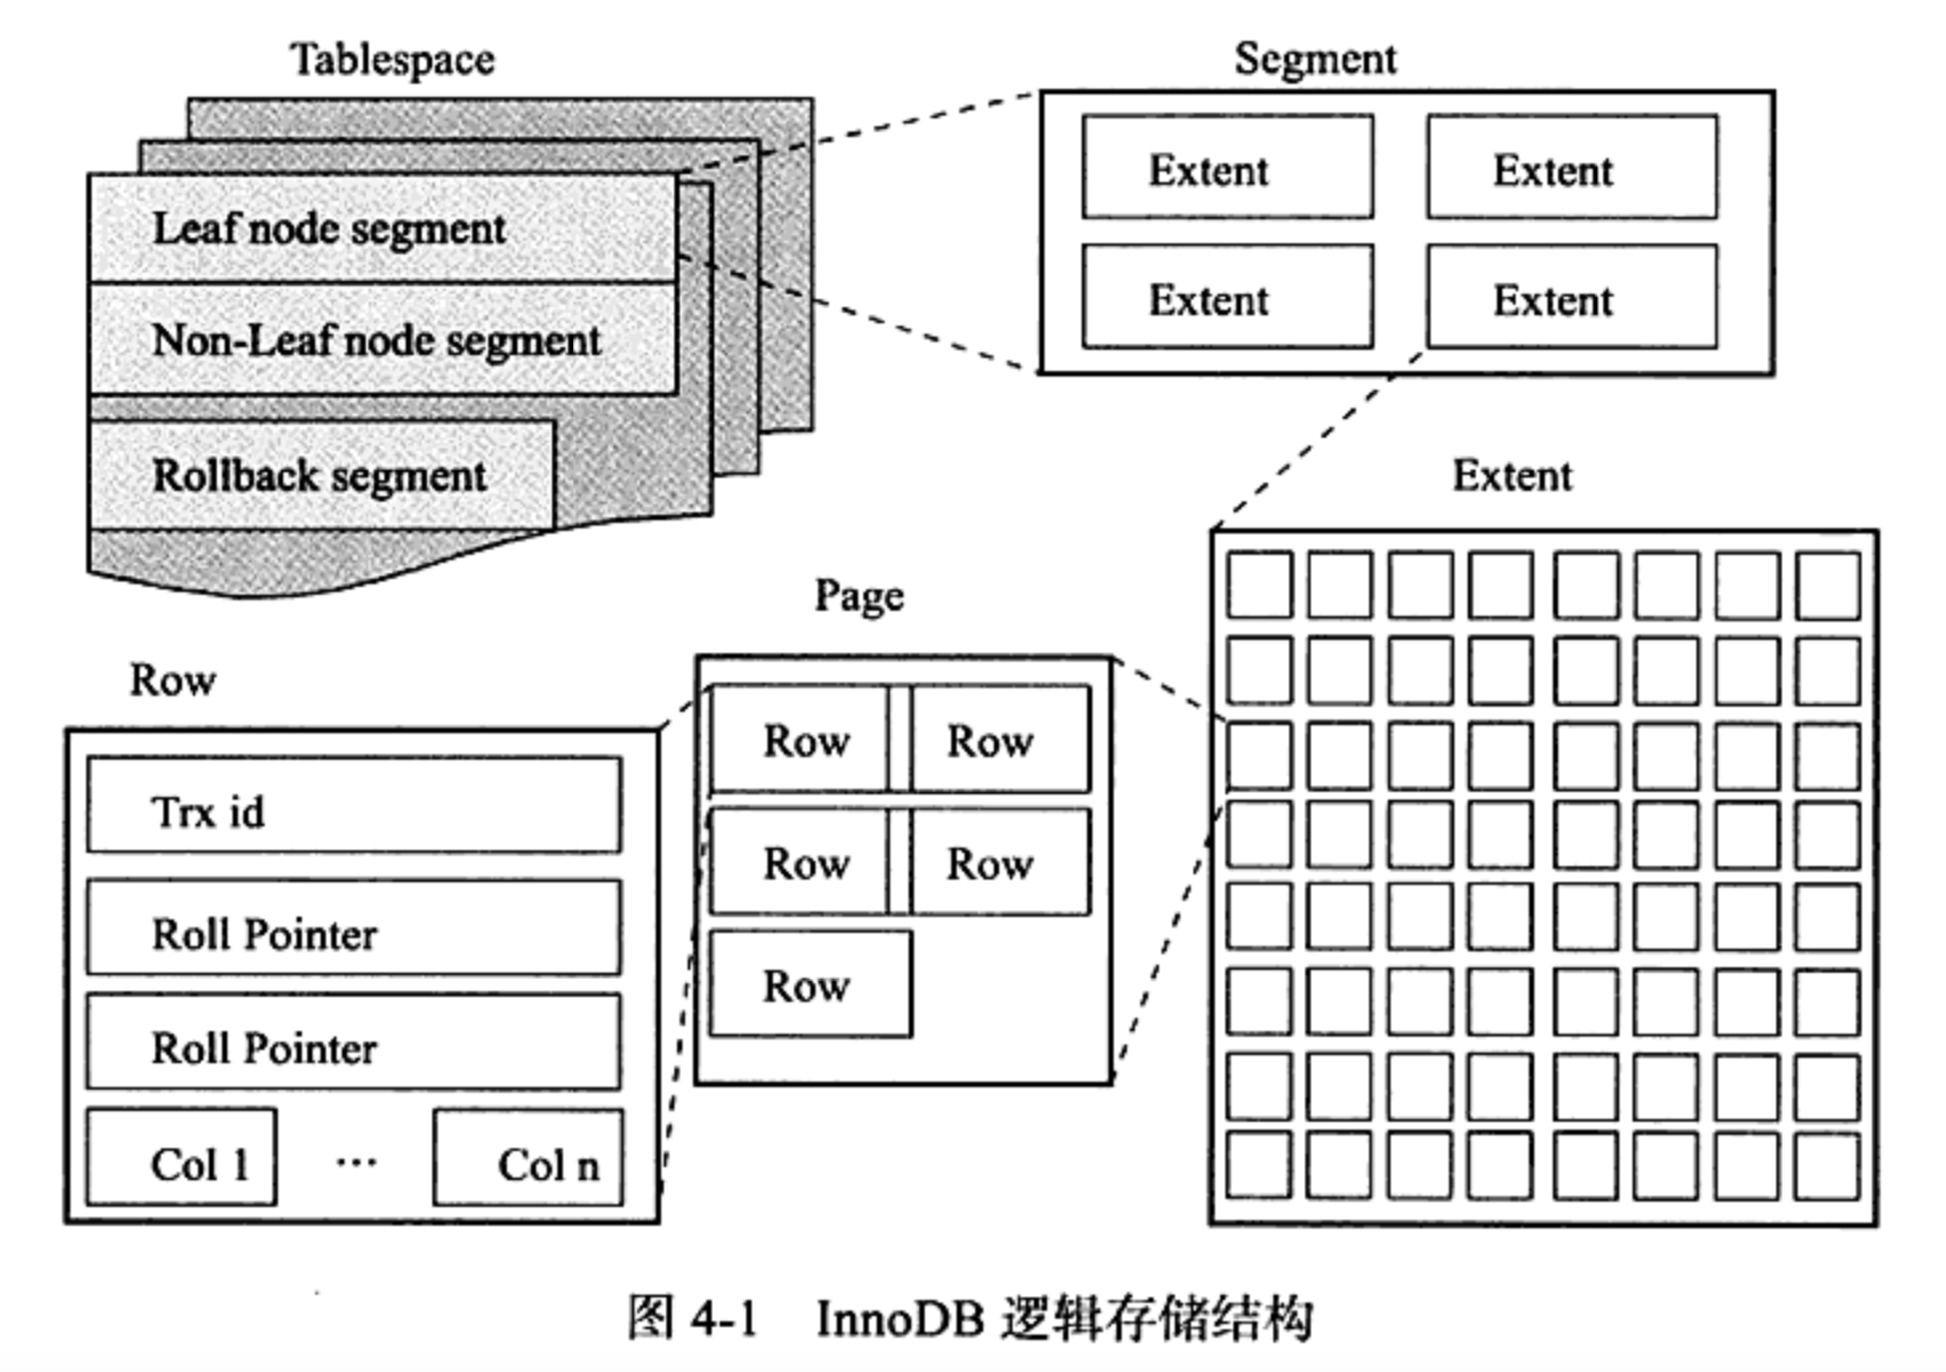 Tablespace
Leaf node segment
Non-Leaf node segment
Rollback segment
Segment
Extent
Extent
Extent
Extent
Extent
Page
Row
Row
Row
Row
Row
Row
Trx id
Roll Pointer
Roll Pointer
Col 1
...
Col n
图 4-1 InnoDB 逻辑存储结构